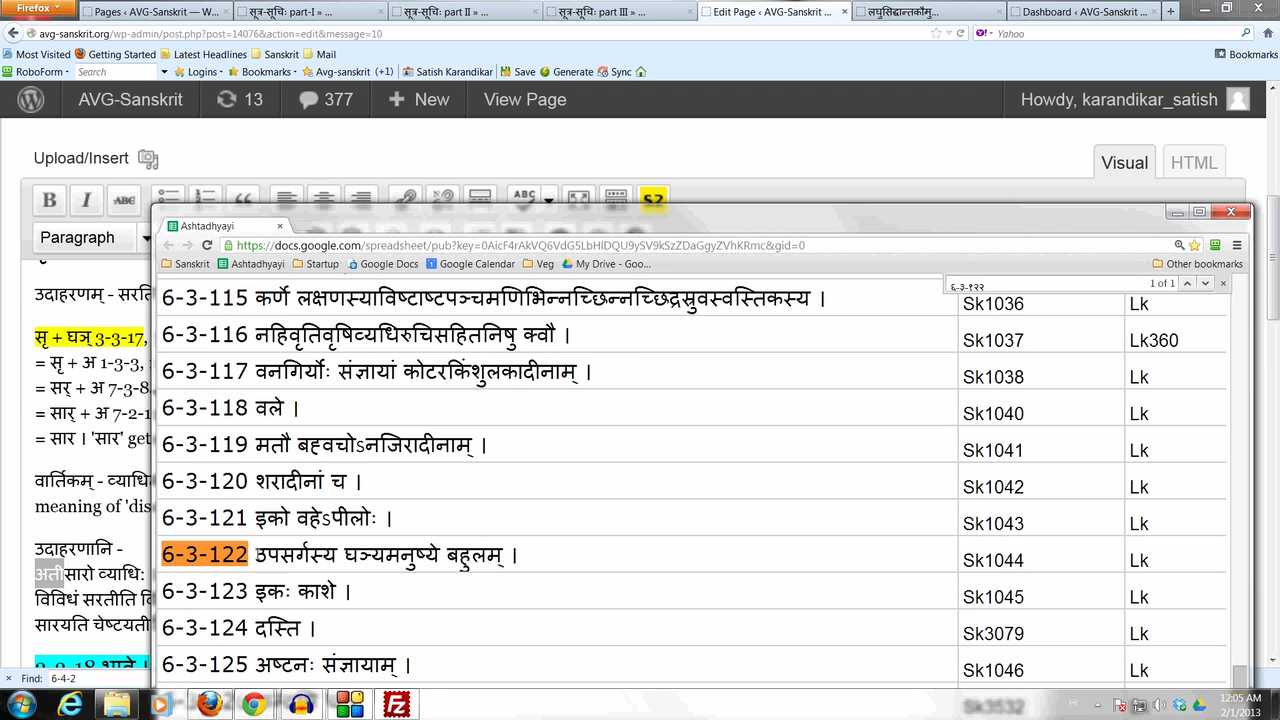 Firefox
Pages ‹ AVG-Sanskrit — W...
सूत्र-सूचिः part-I » ...
सूत्र-सूचिः part II » ...
सूत्र-सूचिः part III » ...
Edit Page ‹ AVG-Sanskrit ...
लघुसिद्धान्तकौमु...
Dashboard ‹ AVG-Sanskrit ...
avg-sanskrit.org/wp-admin/post.php?post=14076&action=edit&message=10
Yahoo
Most Visited Getting Started Latest Headlines Sanskrit Mail
Bookmarks
RoboForm Search Logins Bookmarks Avg-sanskrit (+1) Satish Karandikar Save Generate Sync
AVG-Sanskrit 13 377 + New View Page
Howdy, karandikar_satish
Upload/Insert
Visual HTML
B I ABC ABC S2
Paragraph
Ashtadhyayi
https://docs.google.com/spreadsheet/pub?key=0AicF4rAkVQ6VdG5LbHlDQU9ySV9kSzZDaGgyZVhKRmc&gid=0
Sanskrit Ashtadhyayi Startup Google Docs Google Calendar Veg My Drive - Goo...
Other bookmarks
६-३-१२२ 1 of 1
6-3-115 कर्णे लक्षणस्याविष्टाष्टपञ्चमणिभिन्नच्छिन्नच्छिद्रस्रुवस्वस्तिकस्य । Sk1036 Lk
6-3-116 नहिवृतिवृषिव्यधिरुचिसहितनिषु क्वौ । Sk1037 Lk360
6-3-117 वनगिर्योः संज्ञायां कोटरकिंशुलकादीनाम् । Sk1038 Lk
6-3-118 वले । Sk1040 Lk
6-3-119 मतौ बह्वचोऽनजिरादीनाम् । Sk1041 Lk
6-3-120 शरादीनां च । Sk1042 Lk
6-3-121 इको वहेऽपीलोः । Sk1043 Lk
6-3-122 उपसर्गस्य घञ्यमनुष्ये बहुलम् । Sk1044 Lk
6-3-123 इकः काशे । Sk1045 Lk
6-3-124 दस्ति । Sk3079 Lk
6-3-125 अष्टनः संज्ञायाम् । Sk1046 Lk
उदाहरणम् - सरति
सृ + घञ् 3-3-17,
= सृ + अ 1-3-3,
= सर् + अ 7-3-8
= सार् + अ 7-2-1
= सार । 'सार' get
वार्तिकम् - व्याधि
meaning of 'dis
उदाहरणानि -
अतीसारो व्याधि:
विविधं सरतीति वि
सारयति चेष्टयती
3-3-18 भावे ।
× Find: 6-4-2
12:05 AM
2/1/2013